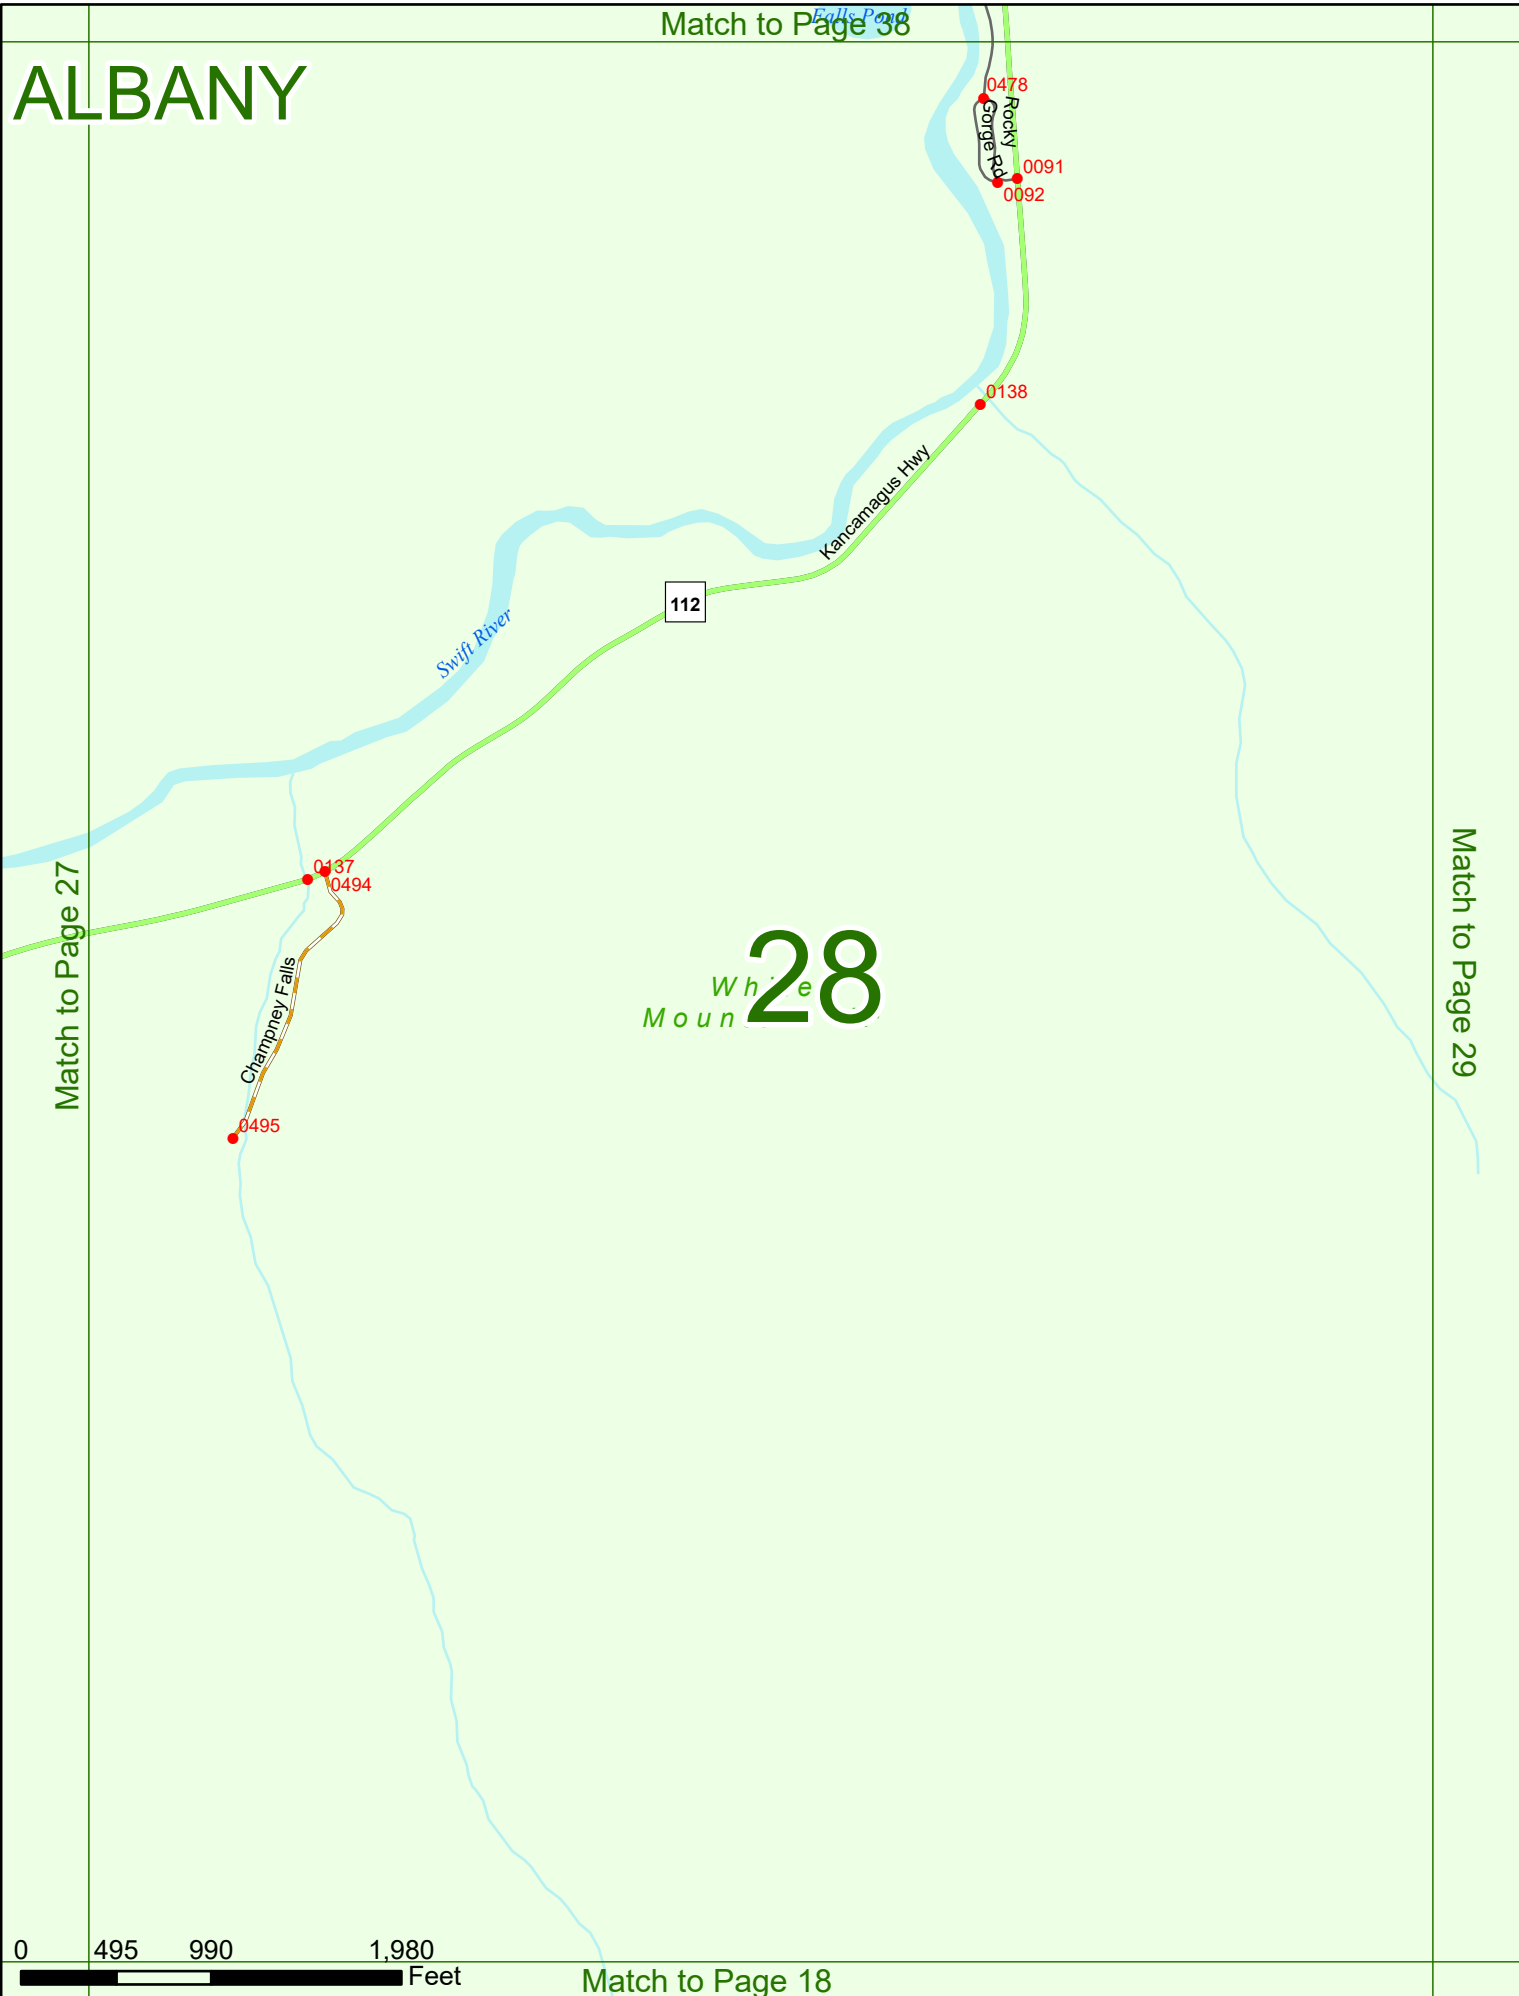 Falls Pond
Match to Page 38
ALBANY
0478
Rocky
Gorge Rd
0091
0092
0138
Kancamagus Hwy
112
Swift River
0137
0494
Match to Page 27
Match to Page 29
28
Champney Falls
0495
0 495 990 1,980
Feet
Match to Page 18